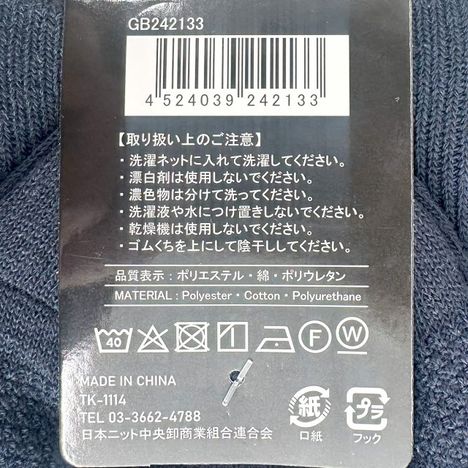 GB242133
4 524039 242133
【取り扱い上のご注意】
・洗濯ネットに入れて洗濯してください。
・漂白剤は使用しないでください。
・濃色物は分けて洗ってください。
・洗濯液や水につけ置きしないでください。
・乾燥機は使用しないでください。
・ゴムくちを上にして陰干ししてください。
品質表示：ポリエステル・綿・ポリウレタン
MATERIAL : Polyester・Cotton・Polyurethane
40 F W
MADE IN CHINA
TK-1114
TEL 03-3662-4788
日本ニット中央卸商業組合連合会
紙
口紙
プラ
フック